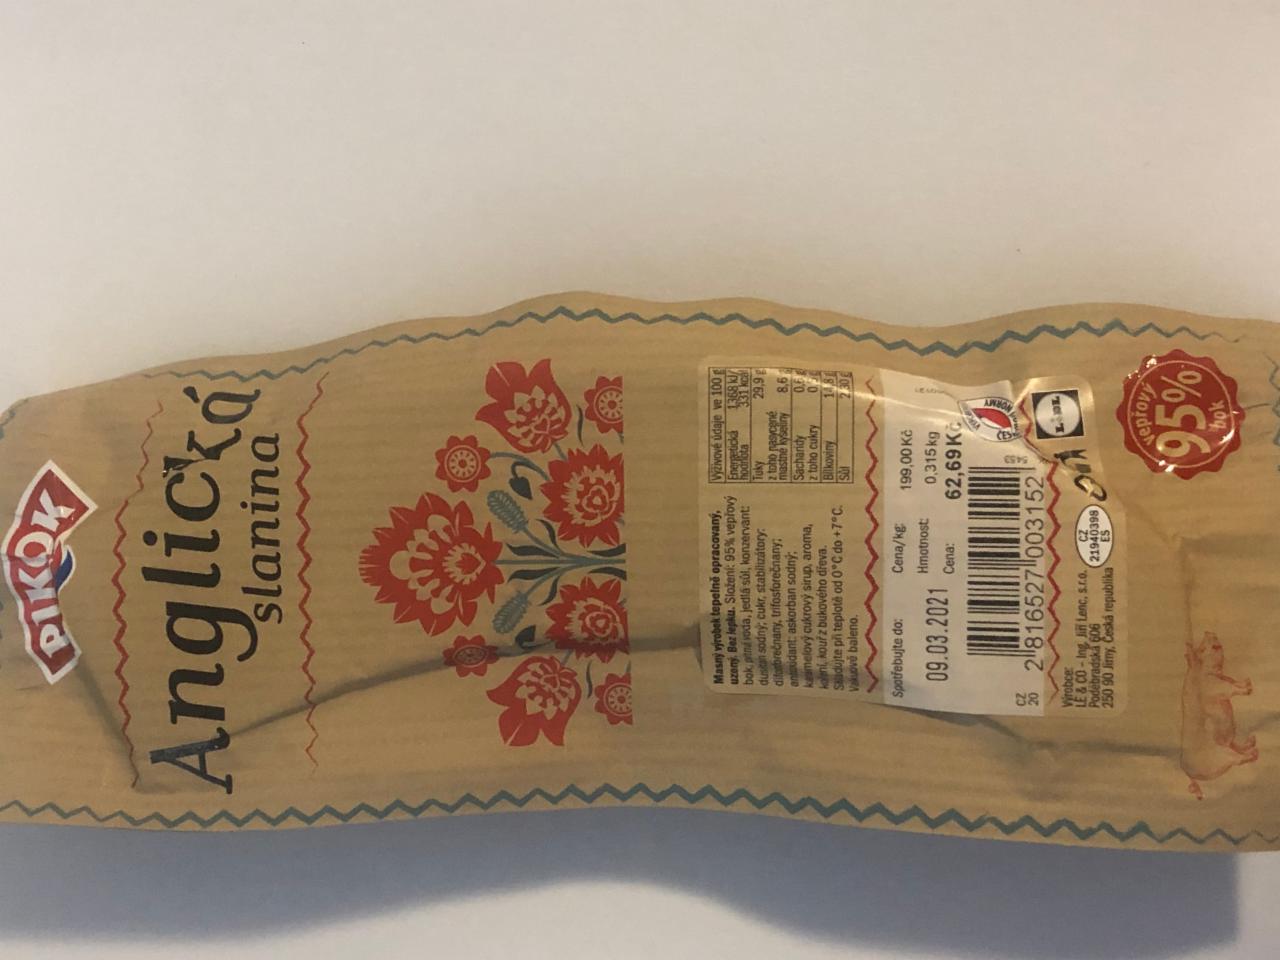 PIKOK
Anglická
slanina
Masný výrobek tepelně opracovaný,
uzený. Bez lepku. Složení: 95% vepřový
bok, pitná voda, jedlá sůl, konzervant:
dusitan sodný; cukr, stabilizátory:
difosforečnany, trifosforečnany;
antioxidant: askorban sodný;
karamelový cukrový sirup, aroma,
koření, kouř z bukového dřeva.
Skladujte při teplotě od 0°C do +7°C.
Vakuově baleno.
Výživové údaje ve 100 g
Energetická 1368 kJ/
hodnota 331 kcal
Tuky 29,9 g
z toho nasycené 8,6
mastné kyseliny
Sacharidy 0,6
z toho cukry
Bílkoviny
Sůl
Spotřebujte do:
09.03.2021
Cena/kg: 199,00 Kč
Hmotnost: 0,315 kg
Cena: 62,69 Kč
CZ
20
2 816527 003152
Výrobce:
LE & CO - Ing. Jiří Lenc, s.r.o.
Poděbradská 606
250 90 Jirny, Česká republika
CZ
21940398
ES
LIDL
vepřový
95%
bok